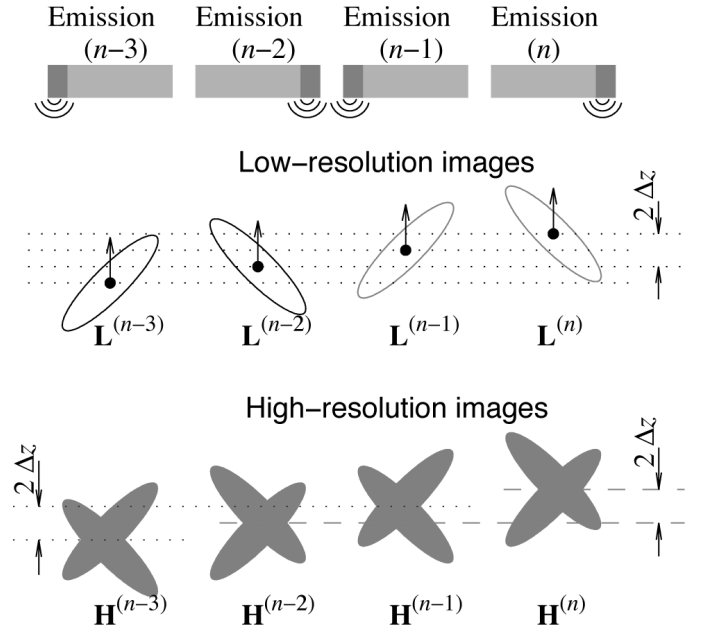 Emission Emission Emission Emission
(n−3) (n−2) (n−1) (n)
Low−resolution images
2 Δz
L(n−3) L(n−2) L(n−1) L(n)
High−resolution images
2 Δz 2 Δz
H(n−3) H(n−2) H(n−1) H(n)